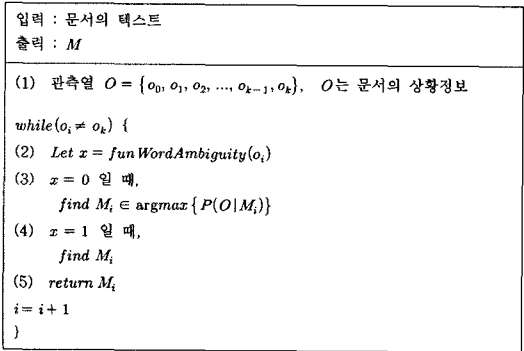 입력 : 문서의 텍스트
출력 : M
(1) 관측열 O = {o₀, o₁, o₂, ..., oₖ₋₁, oₖ}, O는 문서의 상황정보
while(oᵢ ≠ oₖ) {
(2) Let x = fun WordAmbiguity(oᵢ)
(3) x = 0 일 때,
find Mᵢ ∈ argmax{P(O|Mᵢ)}
(4) x = 1 일 때,
find Mᵢ
(5) return Mᵢ
i = i + 1
}